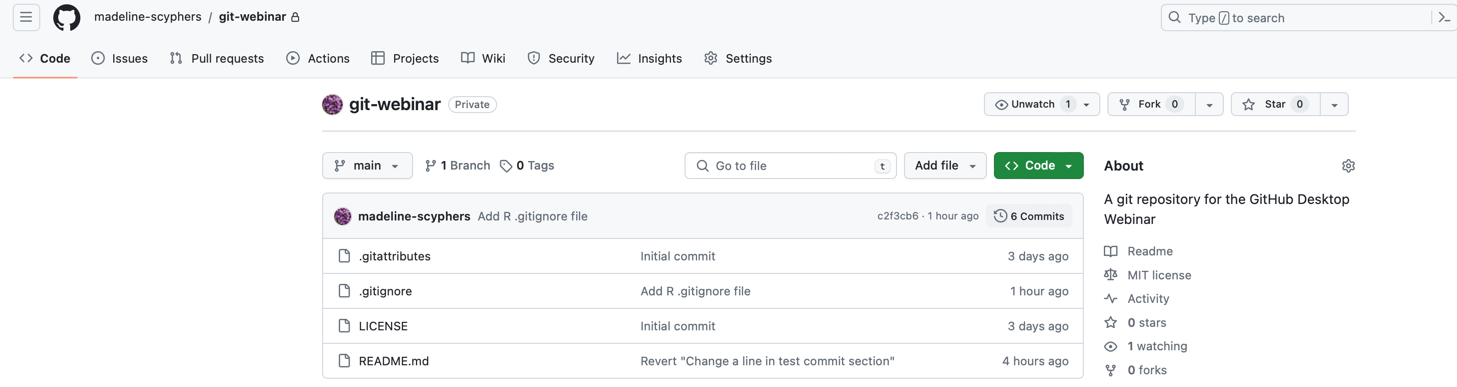 madeline-scyphers / git-webinar
Type / to search
Code Issues Pull requests Actions Projects Wiki Security Insights Settings
git-webinar Private
Unwatch 1 Fork 0 Star 0
main 1 Branch 0 Tags Go to file t Add file Code
madeline-scyphers Add R .gitignore file c2f3cb6 · 1 hour ago 6 Commits
.gitattributes Initial commit 3 days ago
.gitignore Add R .gitignore file 1 hour ago
LICENSE Initial commit 3 days ago
README.md Revert "Change a line in test commit section" 4 hours ago
About
A git repository for the GitHub Desktop
Webinar
Readme
MIT license
Activity
0 stars
1 watching
0 forks